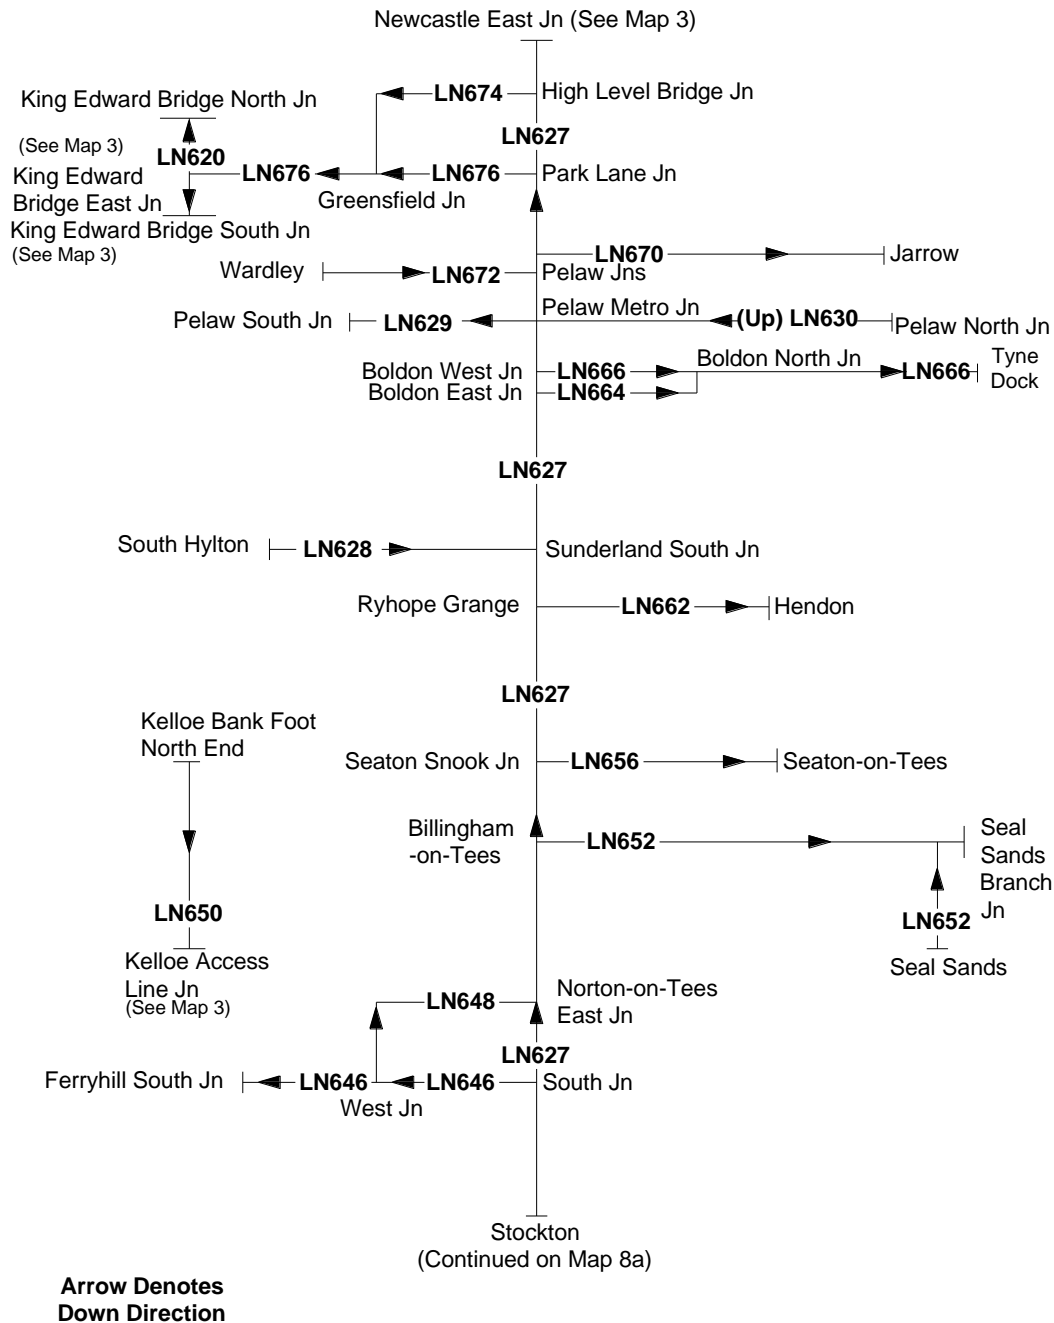 Newcastle East Jn (See Map 3)
King Edward Bridge North Jn
LN674
High Level Bridge Jn
(See Map 3)
LN620
LN627
King Edward
Bridge East Jn
LN676
LN676
Park Lane Jn
Greensfield Jn
King Edward Bridge South Jn
(See Map 3)
LN670
Jarrow
Wardley
LN672
Pelaw Jns
Pelaw Metro Jn
Pelaw South Jn
LN629
(Up) LN630
Pelaw North Jn
Boldon North Jn
Boldon West Jn
LN666
LN666
Tyne
Dock
Boldon East Jn
LN664
LN627
South Hylton
LN628
Sunderland South Jn
Ryhope Grange
LN662
Hendon
LN627
Kelloe Bank Foot
North End
Seaton Snook Jn
LN656
Seaton-on-Tees
Billingham
-on-Tees
LN652
Seal
Sands
Branch
Jn
LN650
LN652
Kelloe Access
Line Jn
(See Map 3)
Seal Sands
LN648
Norton-on-Tees
East Jn
LN627
Ferryhill South Jn
LN646
LN646
South Jn
West Jn
Stockton
(Continued on Map 8a)
Arrow Denotes
Down Direction